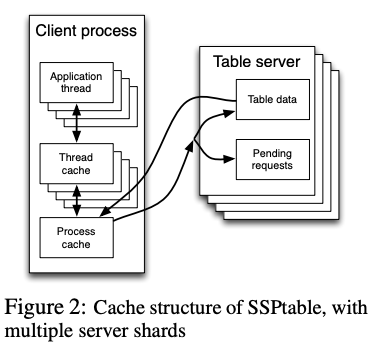 Client process
Application
thread
Thread
cache
Process
cache
Table server
Table data
Pending
requests
Figure 2: Cache structure of SSPtable, with
multiple server shards